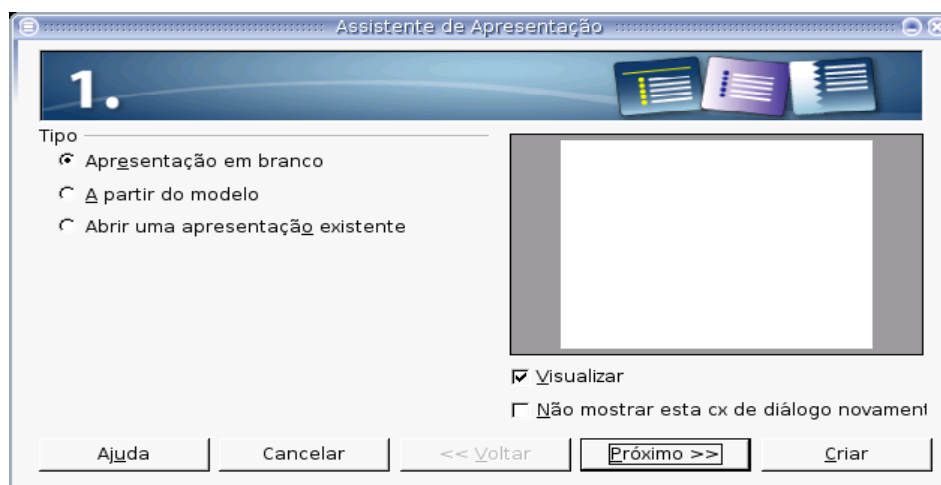 Assistente de Apresentação
1.
Tipo
Apresentação em branco
A partir do modelo
Abrir uma apresentação existente
Visualizar
Não mostrar esta cx de diálogo novament
Ajuda
Cancelar
<< Voltar
Próximo >>
Criar